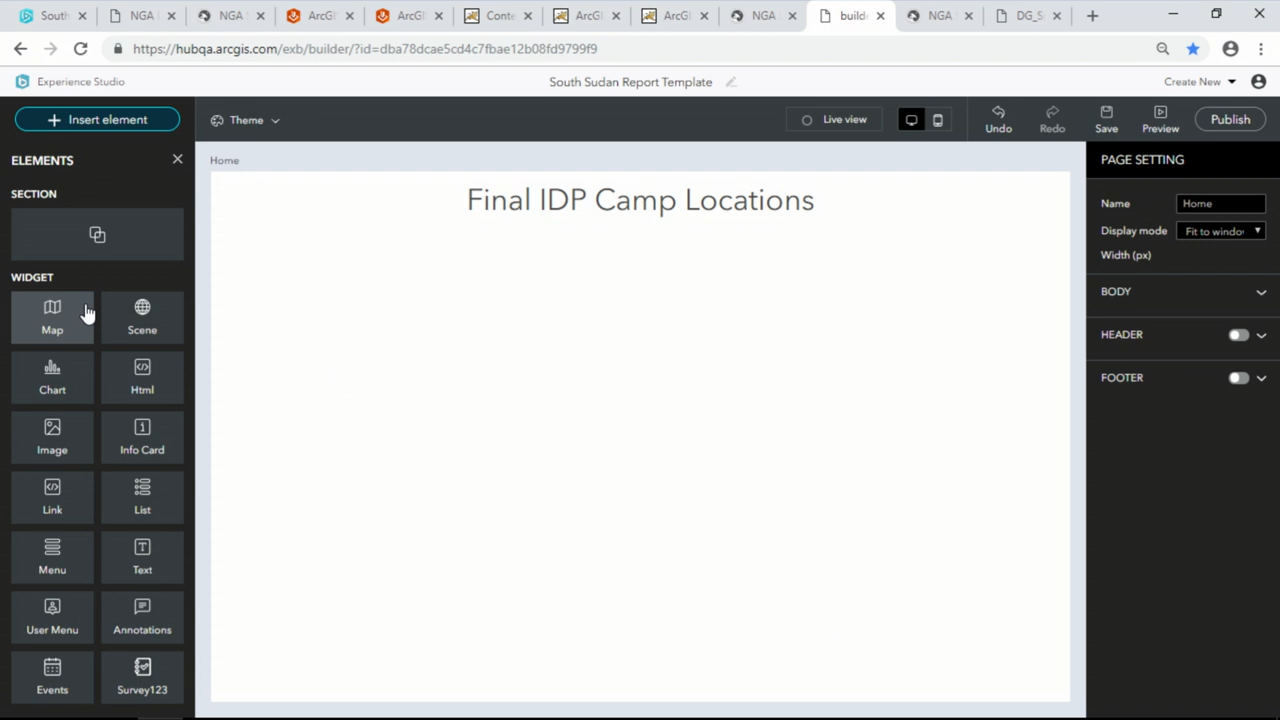 South
NGA
NGA
ArcGI
ArcGI
Conte
ArcGI
ArcGI
NGA
builde
NGA
DG_S
https://hubqa.arcgis.com/exb/builder/?id=dba78dcae5cd4c7fbae12b08fd9799f9
Experience Studio
South Sudan Report Template
Create New
Insert element
Theme
Live view
Undo
Redo
Save
Preview
Publish
ELEMENTS
Home
PAGE SETTING
SECTION
Final IDP Camp Locations
Name
Home
Display mode
Fit to window
Width (px)
WIDGET
BODY
Map
Scene
HEADER
Chart
Html
FOOTER
Image
Info Card
Link
List
Menu
Text
User Menu
Annotations
Events
Survey123